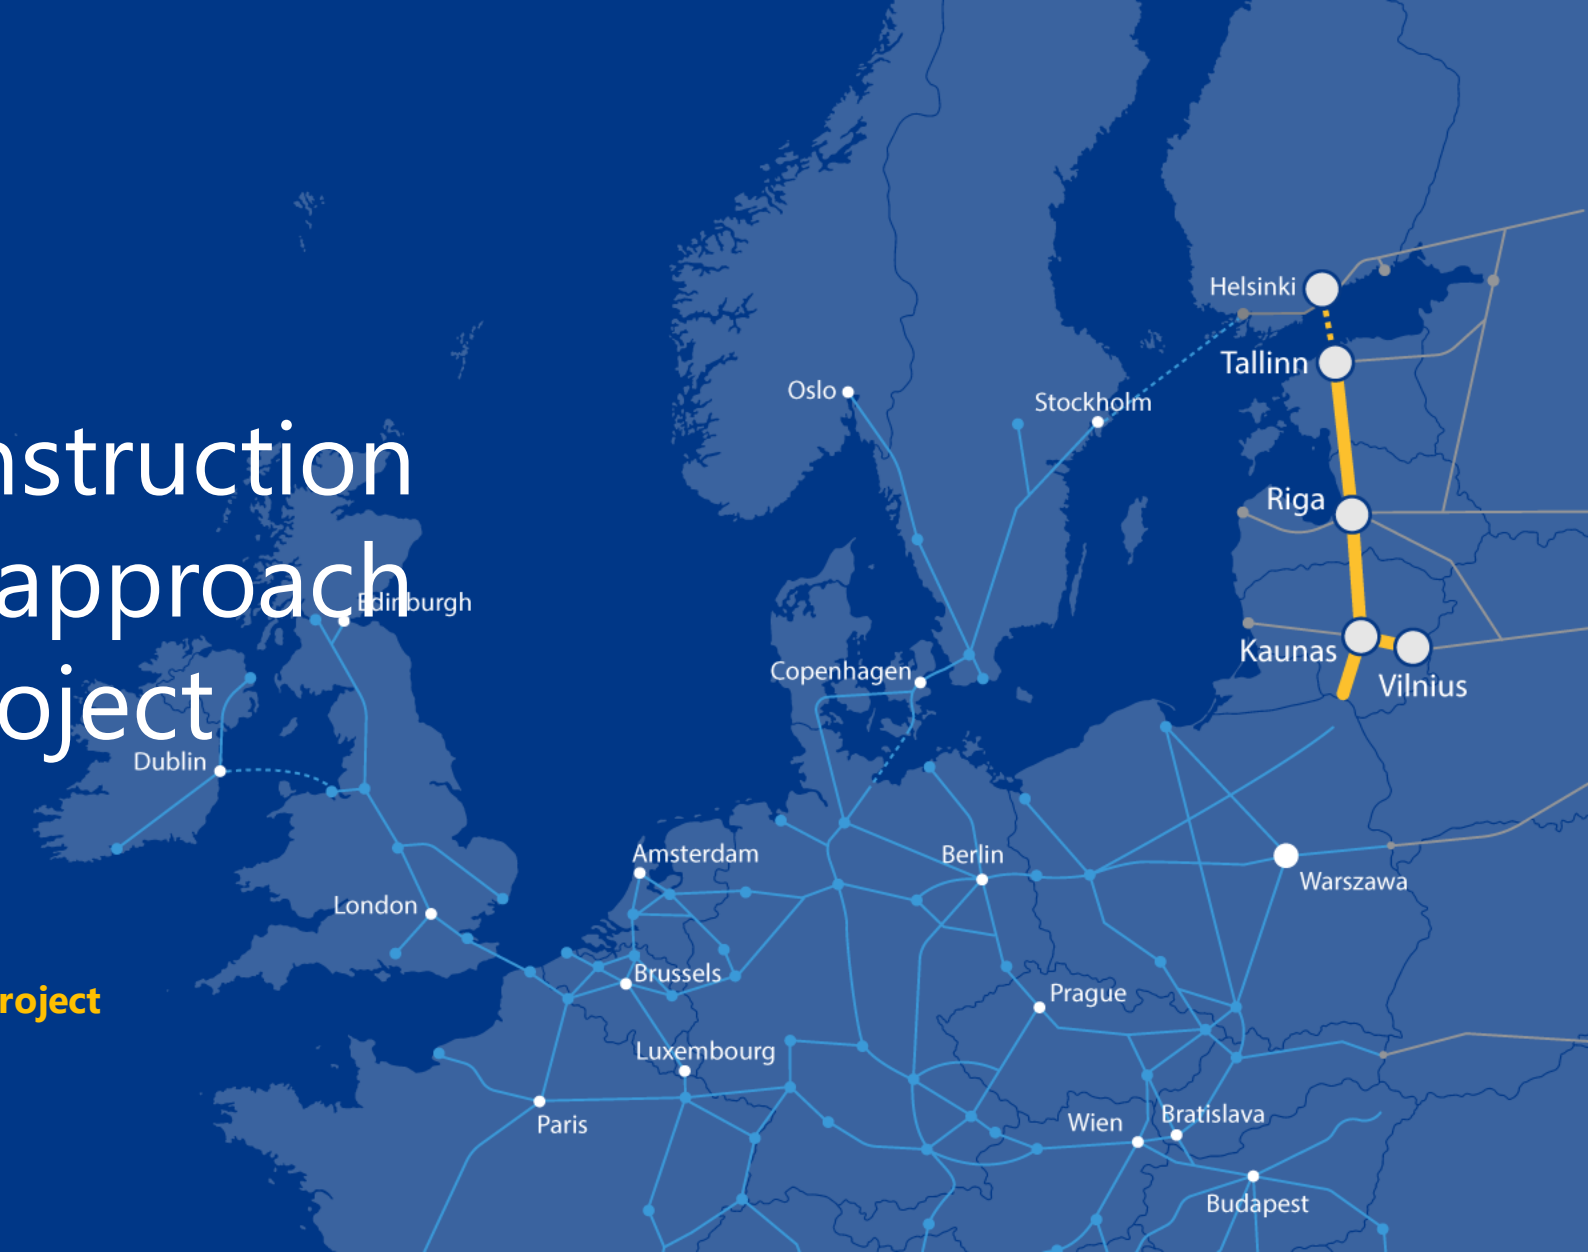 nstruction
approach
oject
roject
Helsinki
Tallinn
Oslo
Stockholm
Riga
Edinburgh
Kaunas
Copenhagen
Vilnius
Dublin
Amsterdam
Berlin
Warszawa
London
Brussels
Prague
Luxembourg
Paris
Wien
Bratislava
Budapest